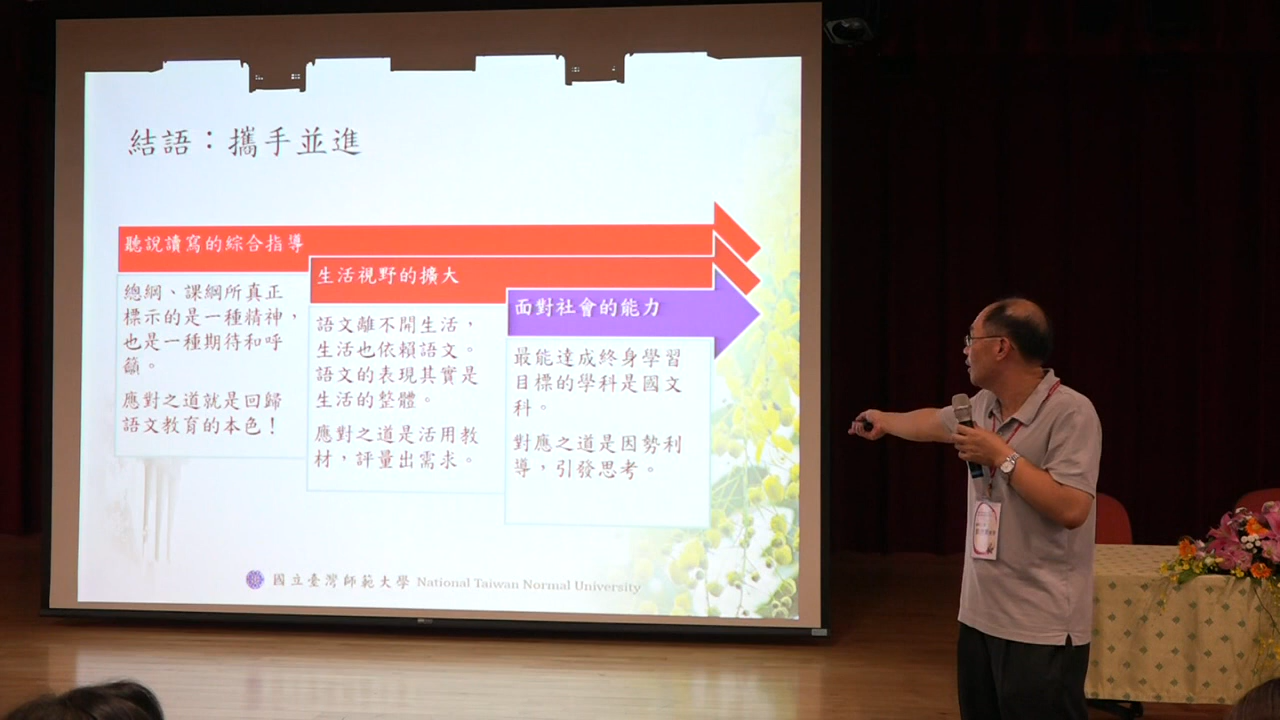 結語：攜手並進
聽說讀寫的綜合指導
總綱、課綱所真正
標示的是一種精神，
也是一種期待和呼
籲。
應對之道就是回歸
語文教育的本色！
生活視野的擴大
語文離不開生活，
生活也依賴語文。
語文的表現其實是
生活的整體。
應對之道是活用教
材，評量出需求。
面對社會的能力
最能達成終身學習
目標的學科是國文
科。
對應之道是因勢利
導，引發思考。
國立臺灣師範大學 National Taiwan Normal University